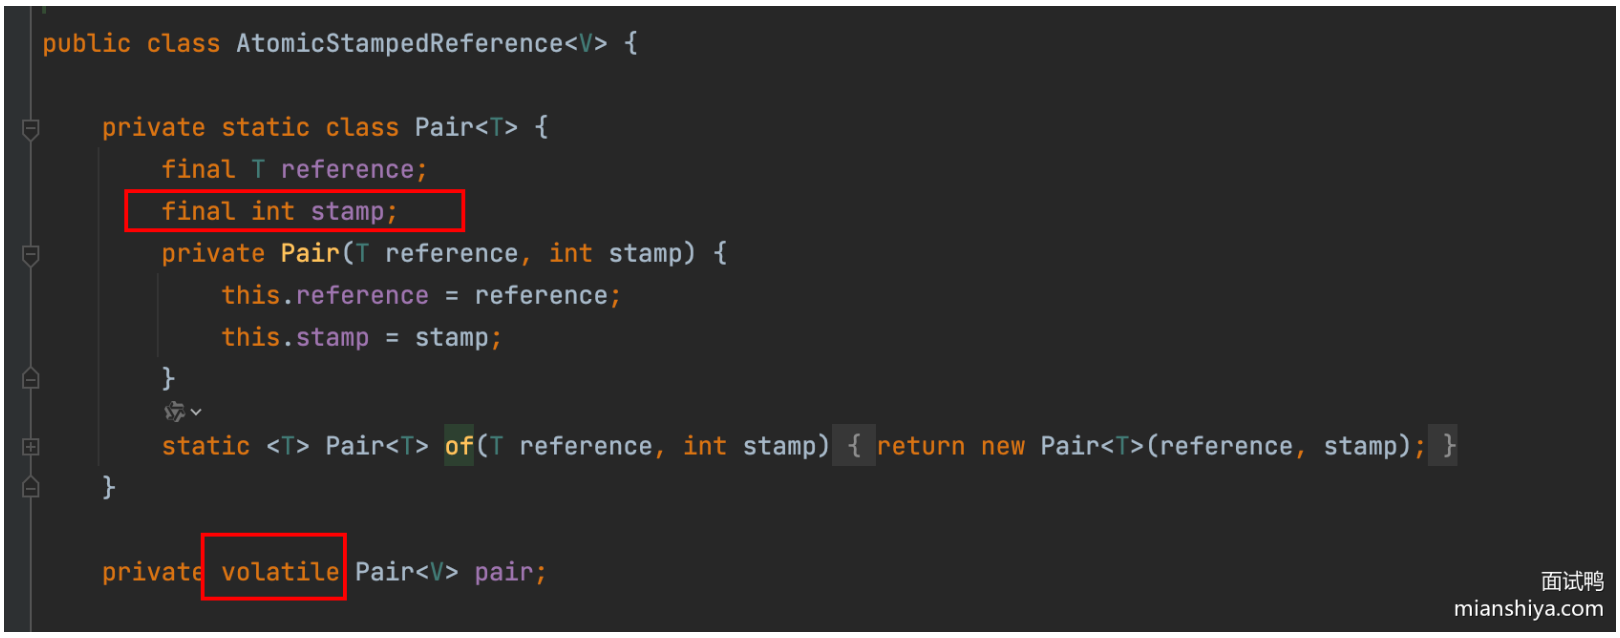 public class AtomicStampedReference<V> {
private static class Pair<T> {
final T reference;
final int stamp;
private Pair(T reference, int stamp) {
this.reference = reference;
this.stamp = stamp;
}
static <T> Pair<T> of(T reference, int stamp) { return new Pair<T>(reference, stamp); }
}
private volatile Pair<V> pair;
面试鸭
mianshiya.com